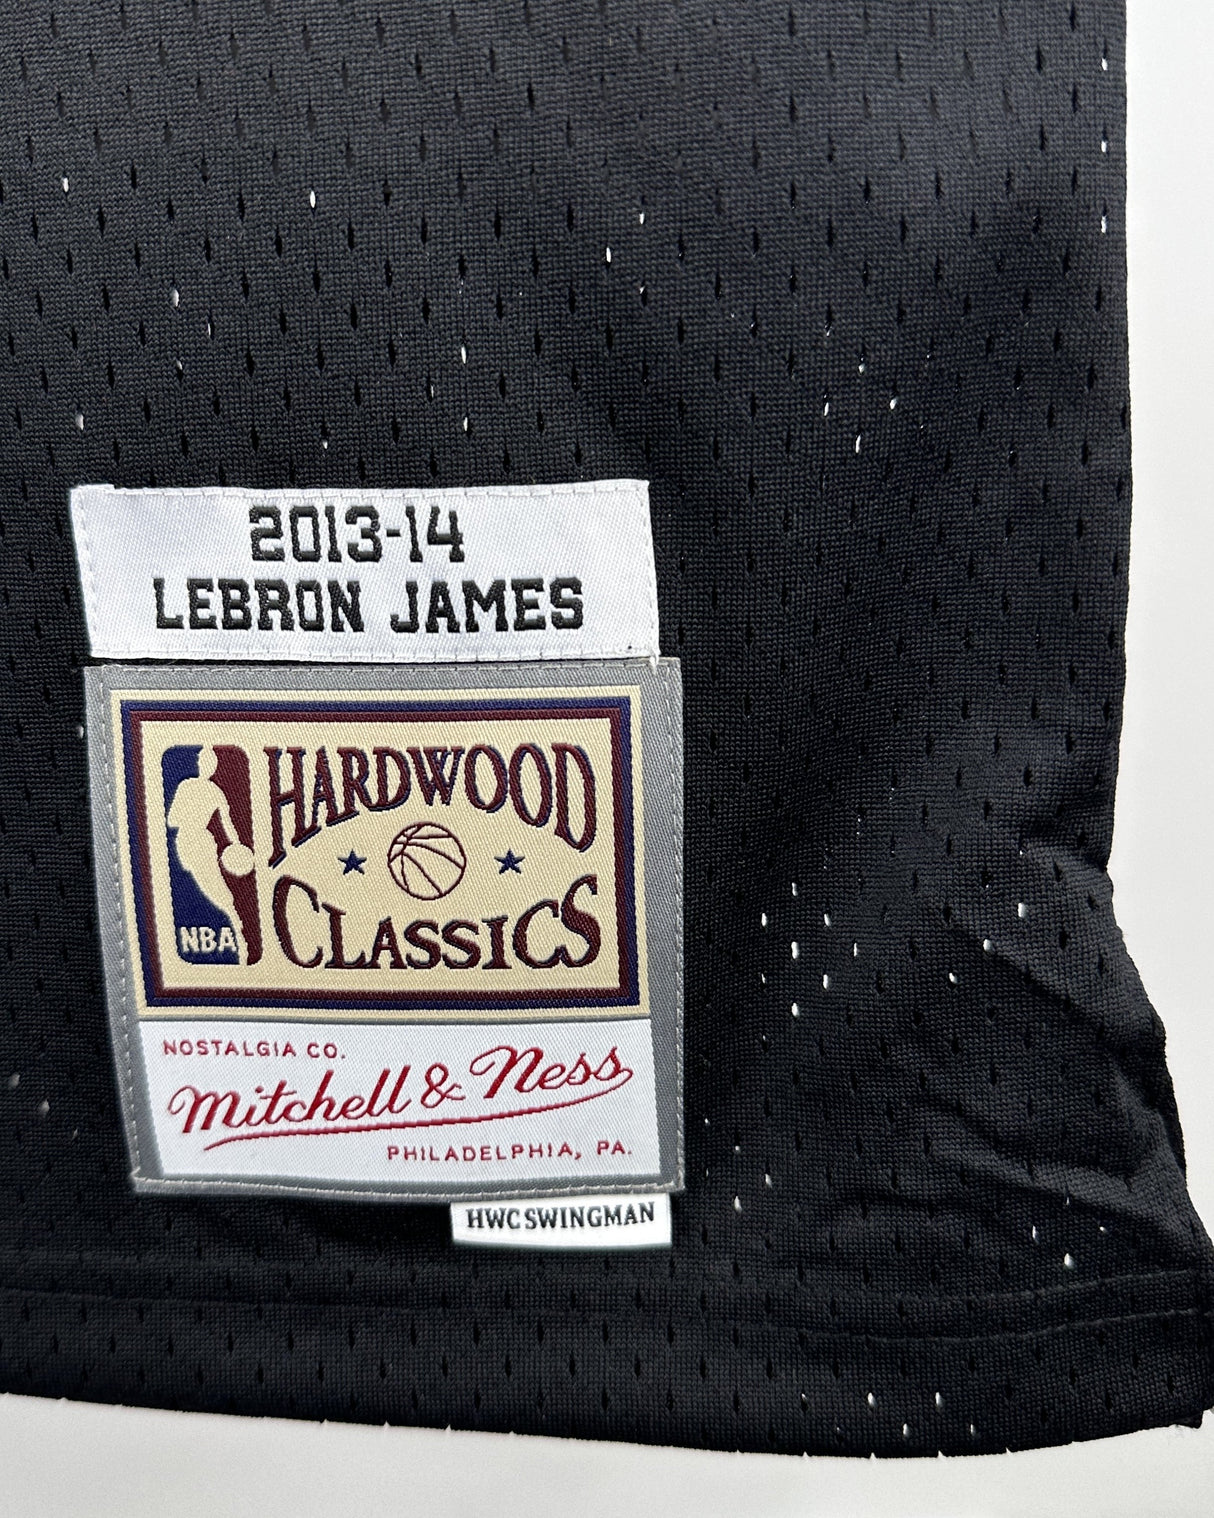 2013-14
LEBRON JAMES
HARDWOOD
CLASSICS
NBA
NOSTALGIA CO.
Mitchell & Ness
PHILADELPHIA, PA.
HWC SWINGMAN